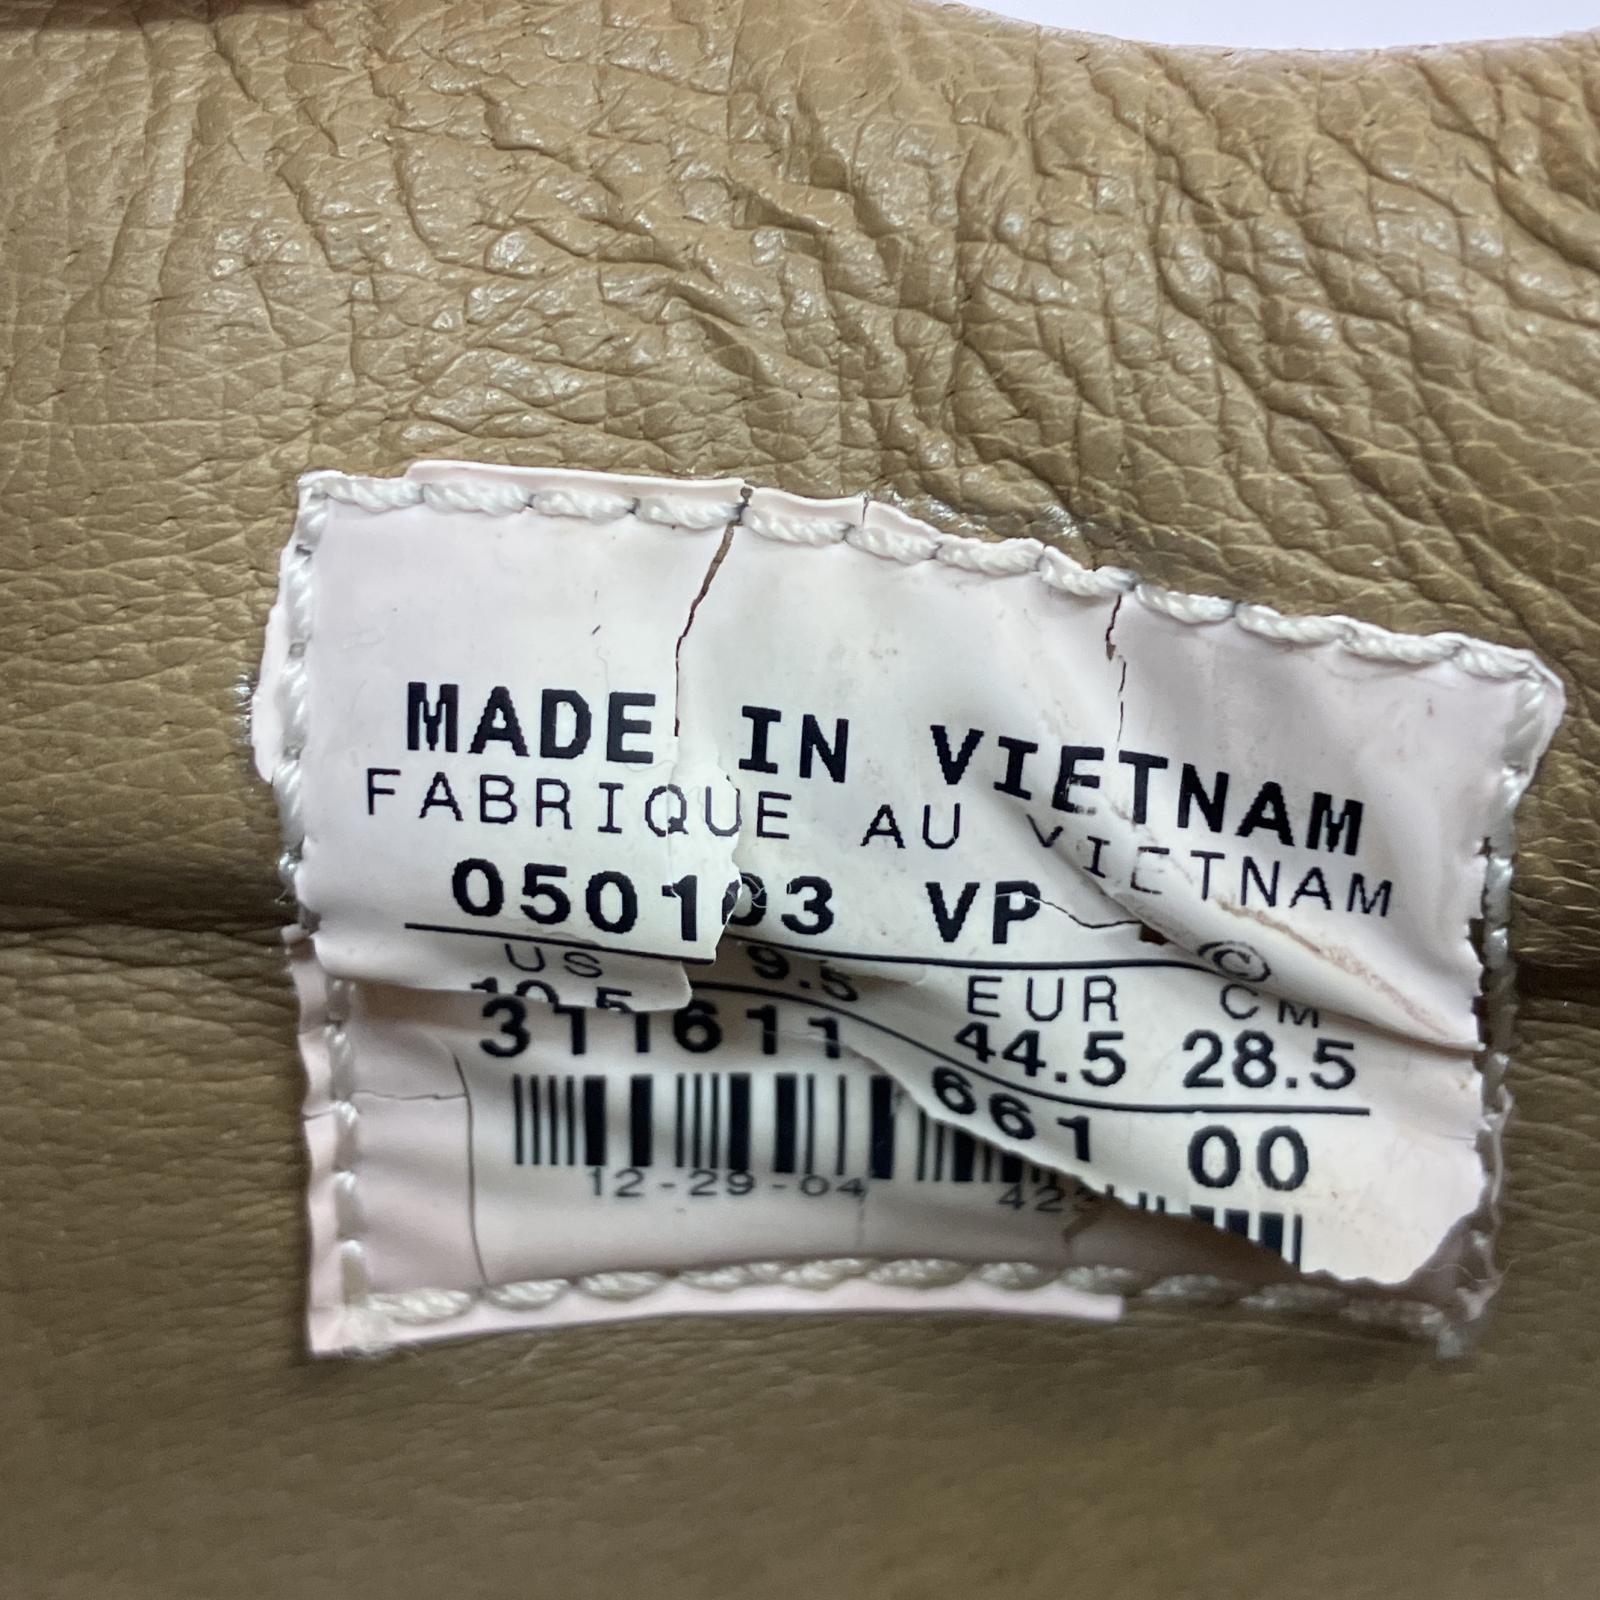 MADE IN VIETNAM
FABRIQUE AU VIETNAM
050103 VP ©
US 9.5 EUR CM
10.5 44.5 28.5
311611 661 00
12-29-04